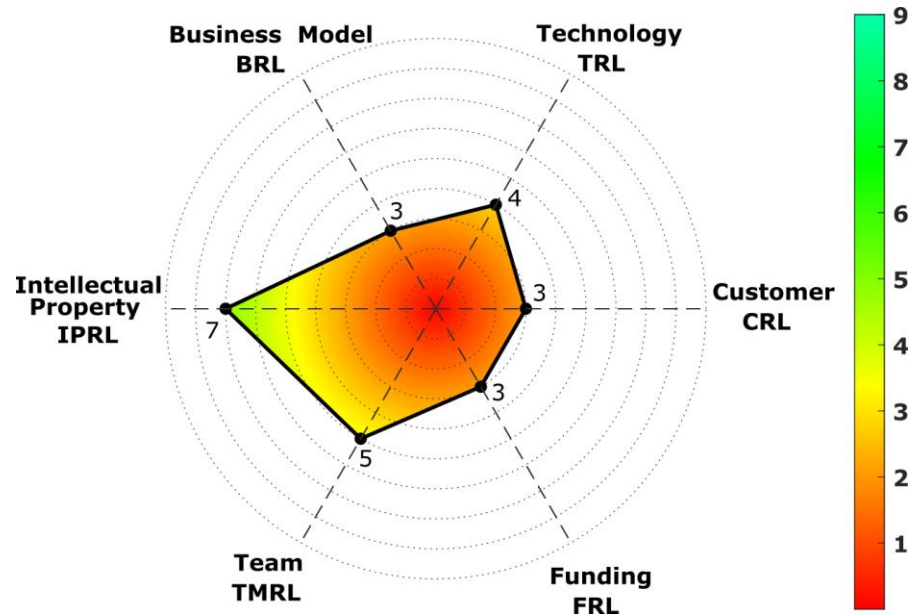 Business Model
BRL
Technology
TRL
3
4
Intellectual
Property
IPRL
7
3
Customer
CRL
3
5
Team
TMRL
Funding
FRL
9
8
7
6
5
4
3
2
1